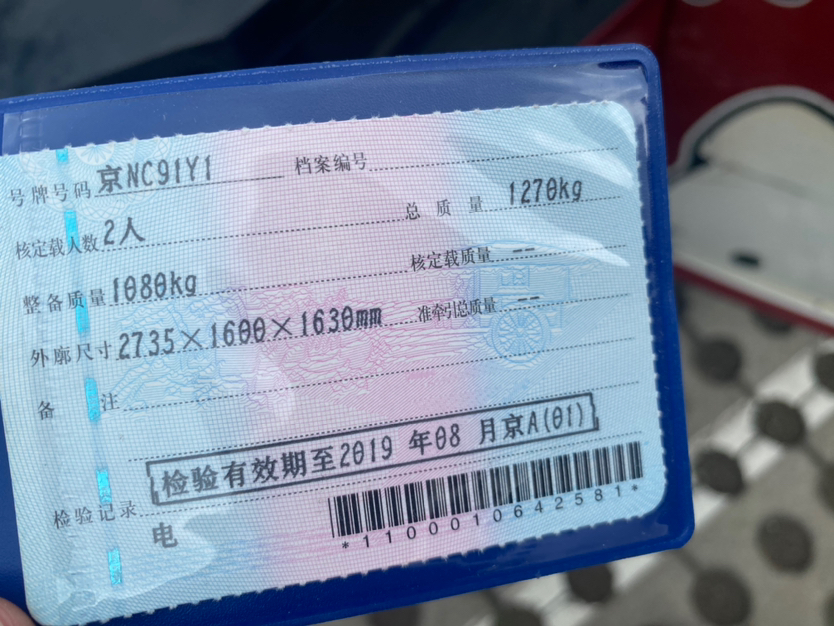 号牌号码 京NC91Y1 档案编号
核定载人数 2人 总质量 1270kg
整备质量 1080kg 核定载质量 --
外廓尺寸 2735×1600×1630mm 准牵引总质量 --
备注
检验有效期至2019 年08 月京A(01)
检验记录
电
*1100010642581*